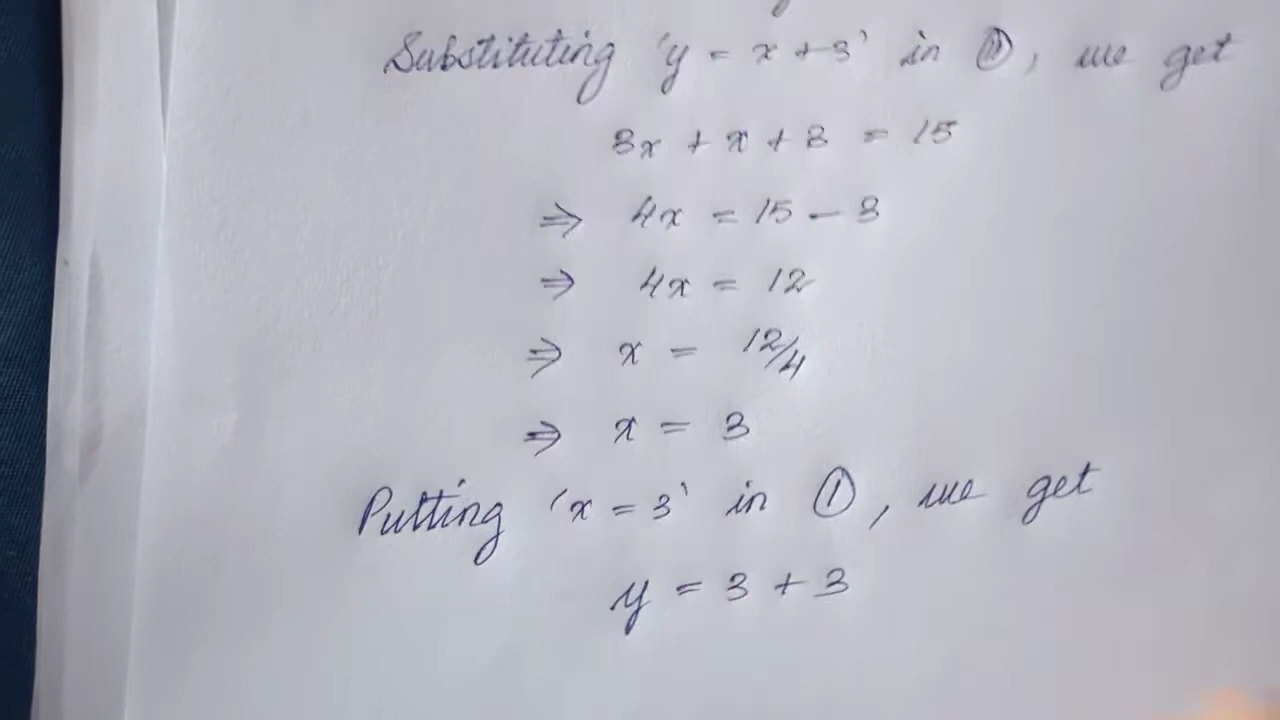 Substituting 'y = x + 3' in ⑪, we get
3x + x + 3 = 15
⇒ 4x = 15 - 3
⇒ 4x = 12
⇒ x = 12/4
⇒ x = 3
Putting 'x = 3' in ①, we get
y = 3 + 3